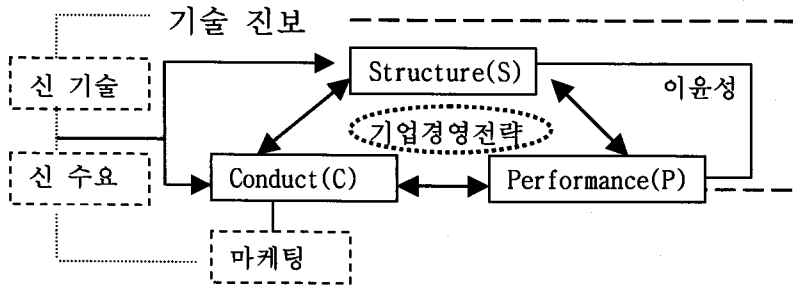 기술 진보
신 기술
Structure(S)
이윤성
기업경영전략
신 수요
Conduct(C)
Performance(P)
마케팅